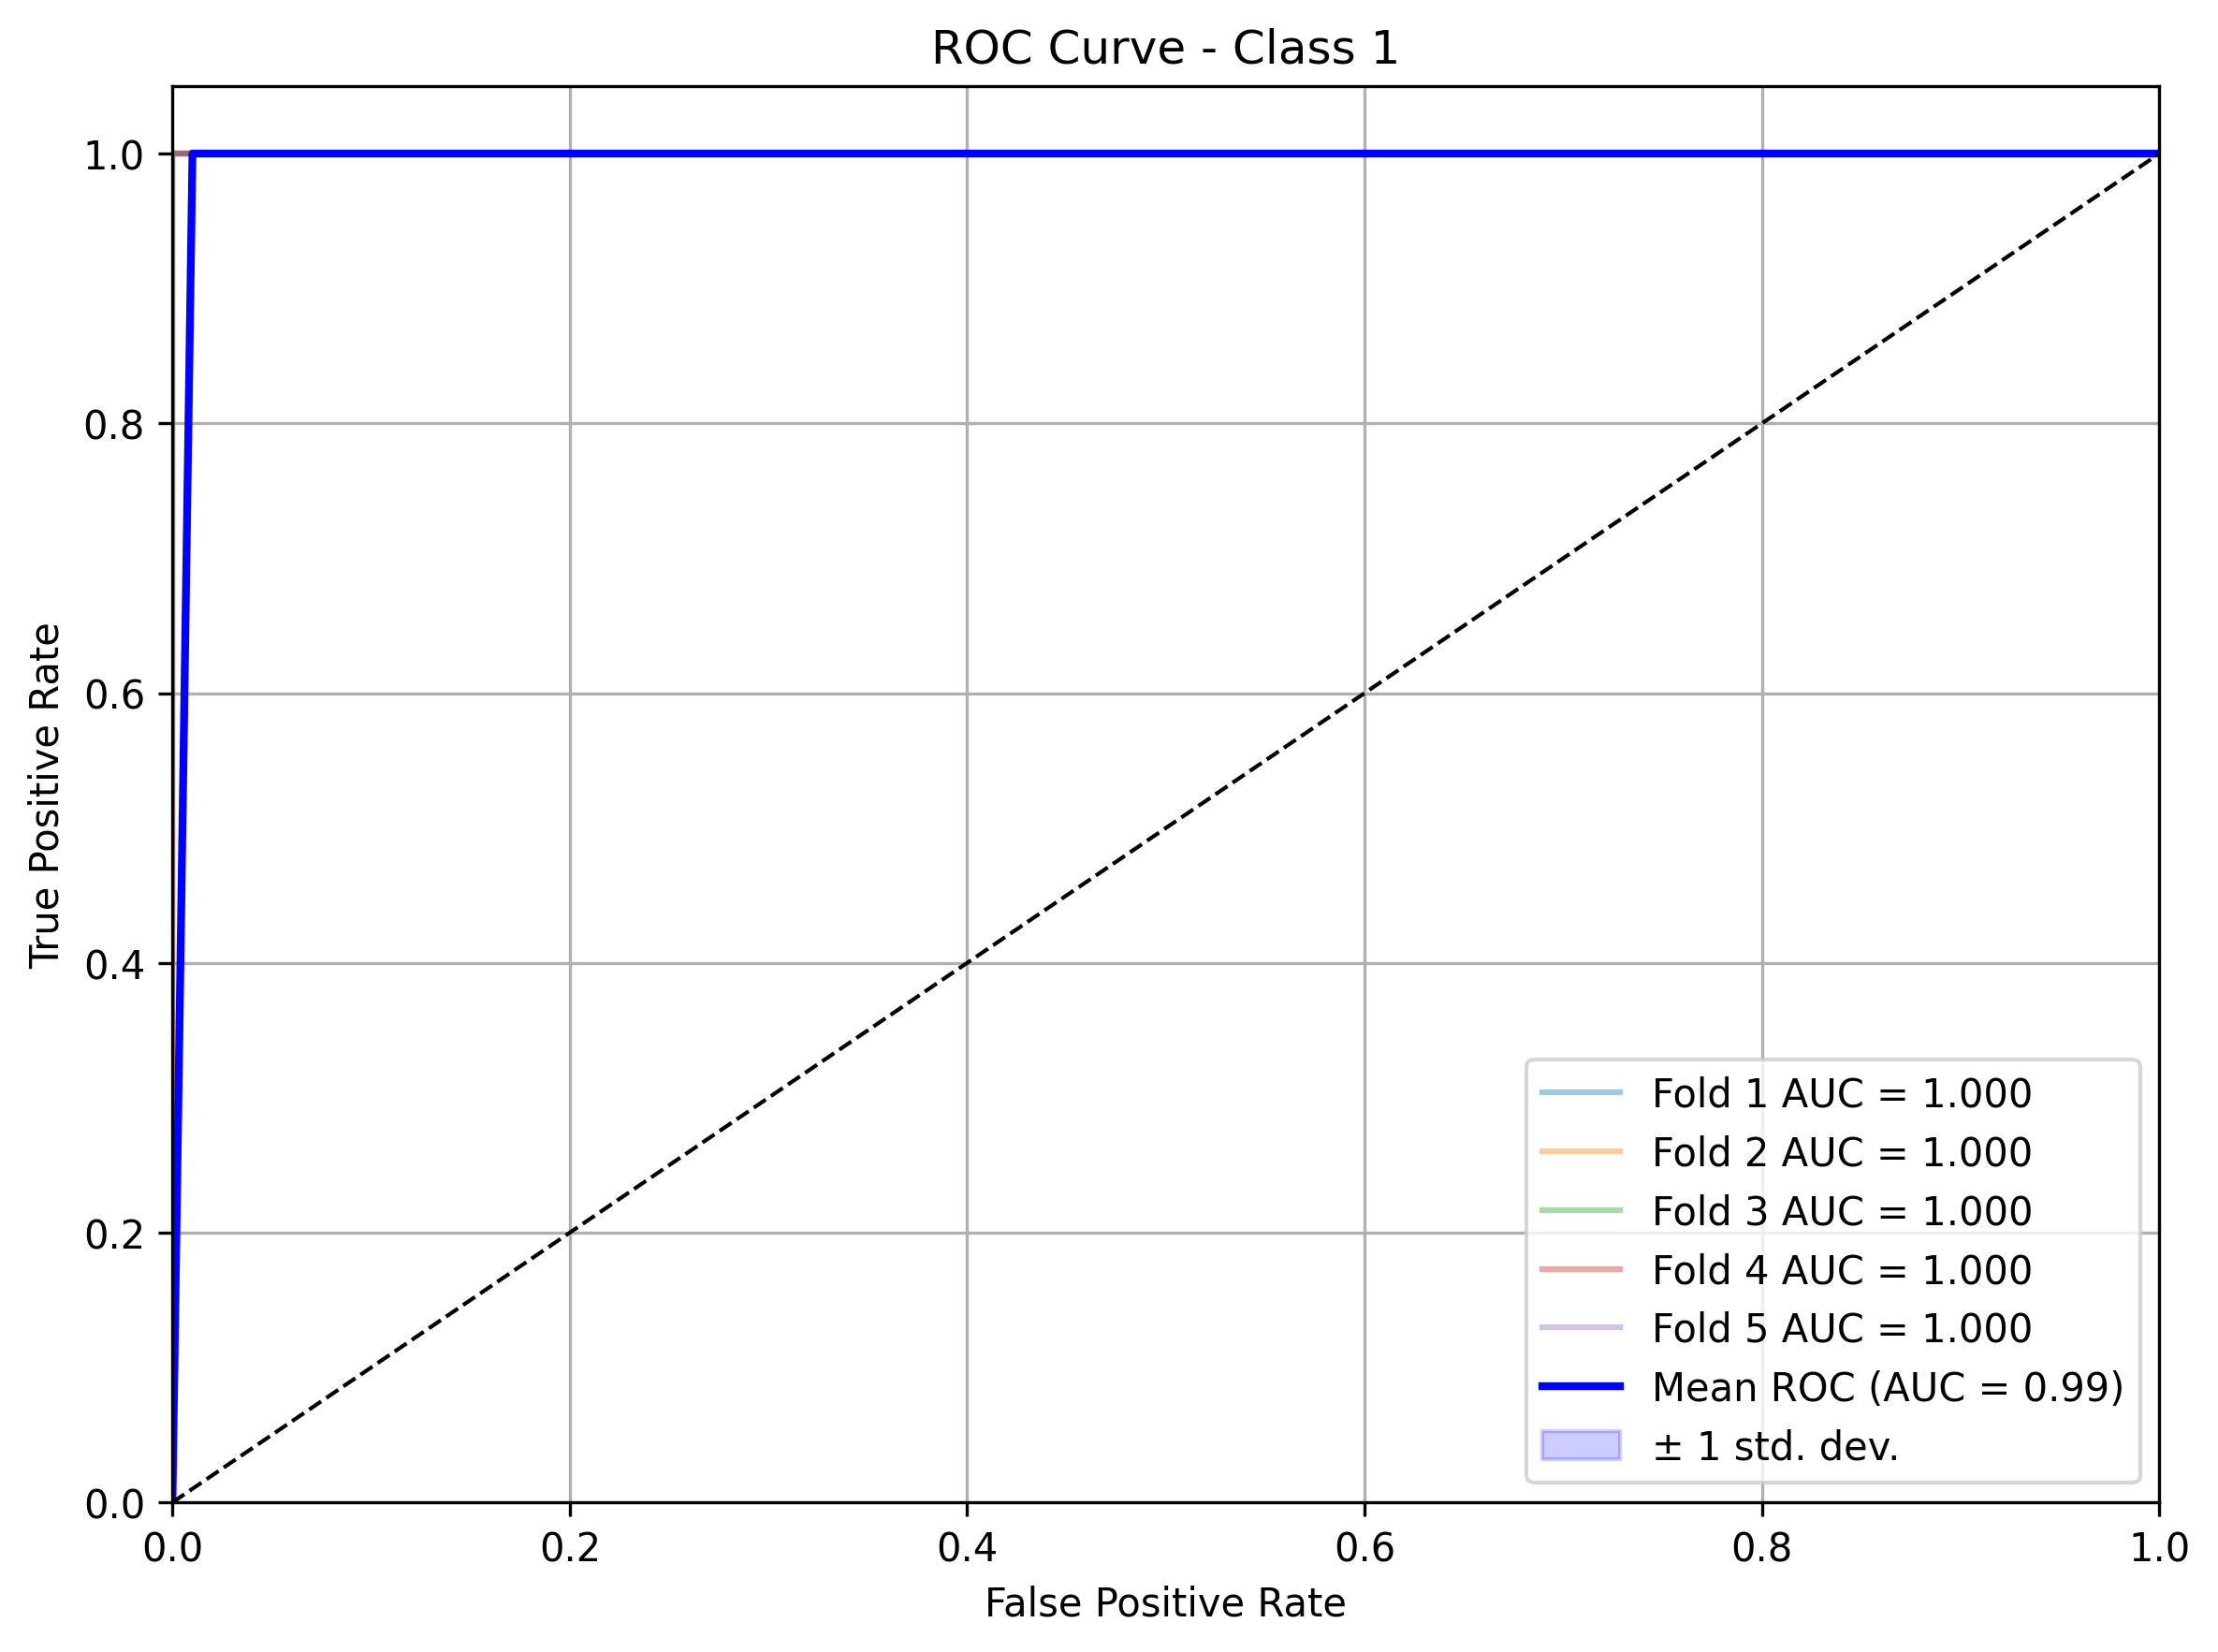 ROC Curve - Class 1
True Positive Rate
1.0
0.8
0.6
0.4
0.2
0.0
Fold 1 AUC = 1.000
Fold 2 AUC = 1.000
Fold 3 AUC = 1.000
Fold 4 AUC = 1.000
Fold 5 AUC = 1.000
Mean ROC (AUC = 0.99)
± 1 std. dev.
0.0 0.2 0.4 0.6 0.8 1.0
False Positive Rate